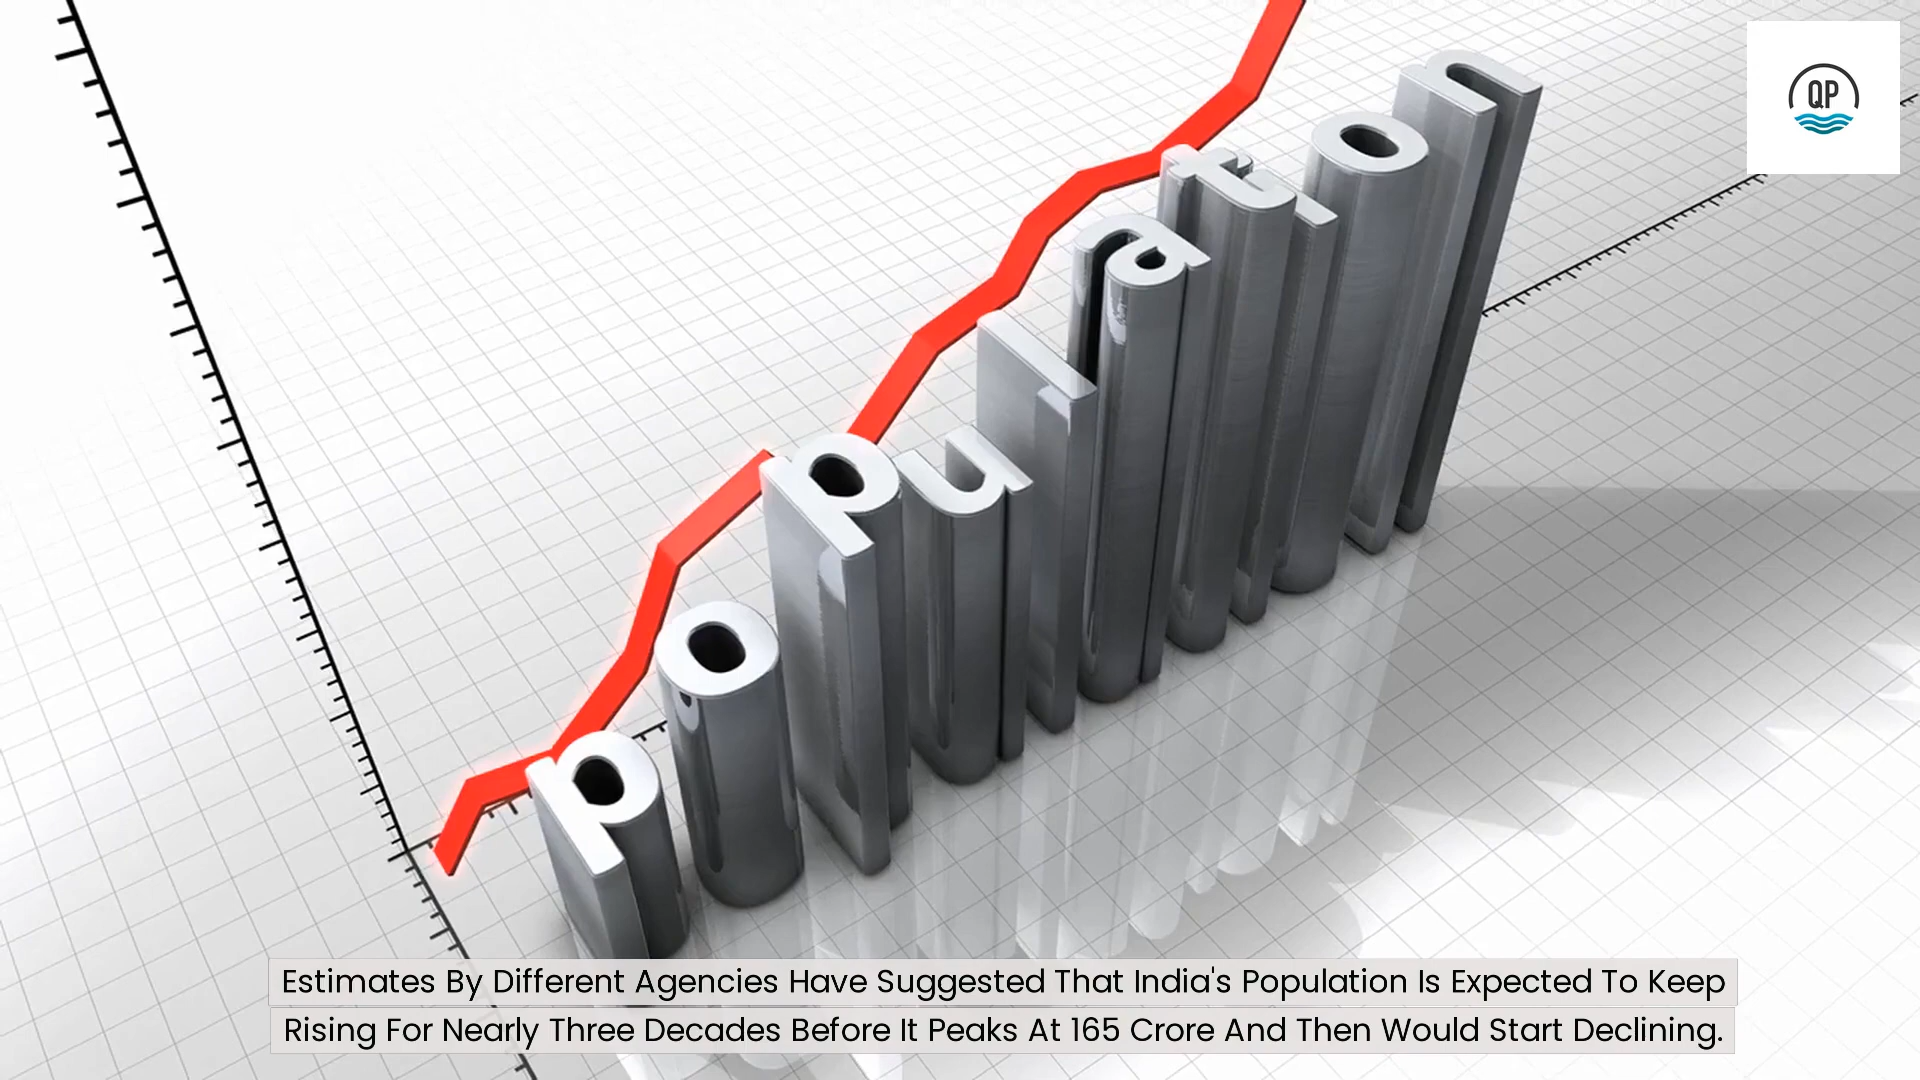 QP
population
Estimates By Different Agencies Have Suggested That India's Population Is Expected To Keep
Rising For Nearly Three Decades Before It Peaks At 165 Crore And Then Would Start Declining.